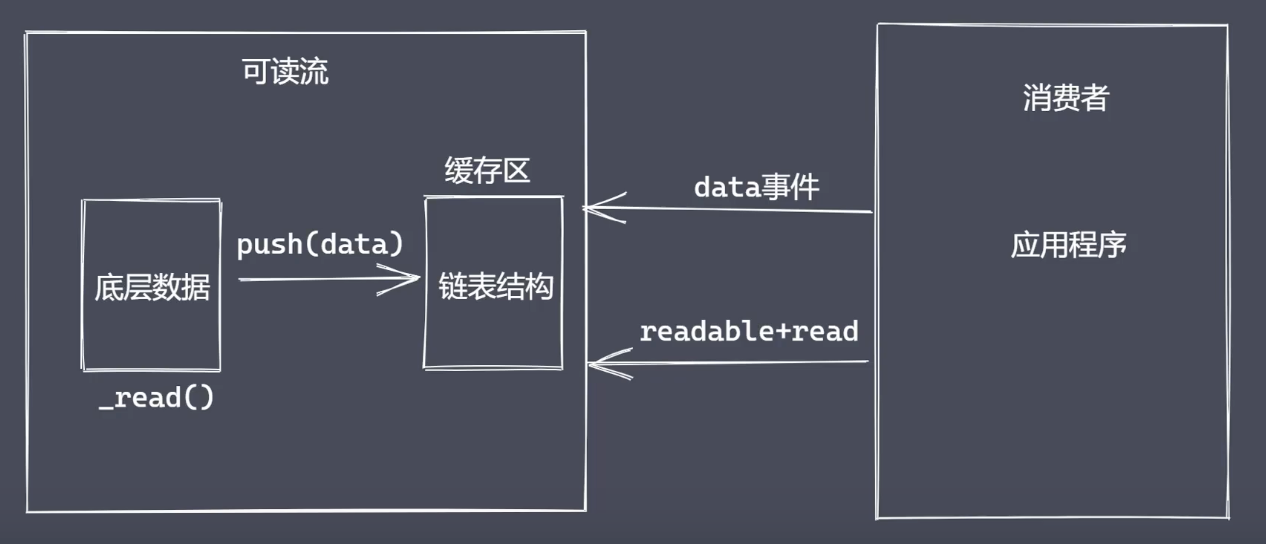 可读流
缓存区
底层数据
push(data)
链表结构
_read()
data事件
readable+read
消费者
应用程序